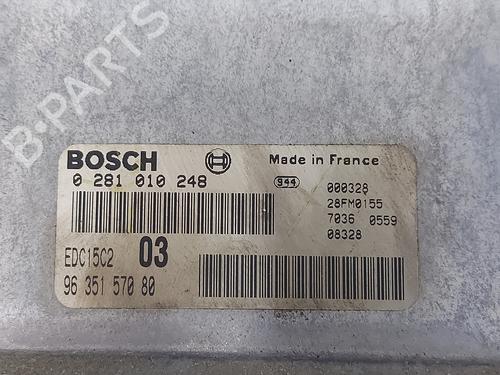 B-PARTS
BOSCH
Made in France
0 281 010 248
944
000328
28FM0155
7036 0559
08328
EDC15C2
03
96 351 570 80